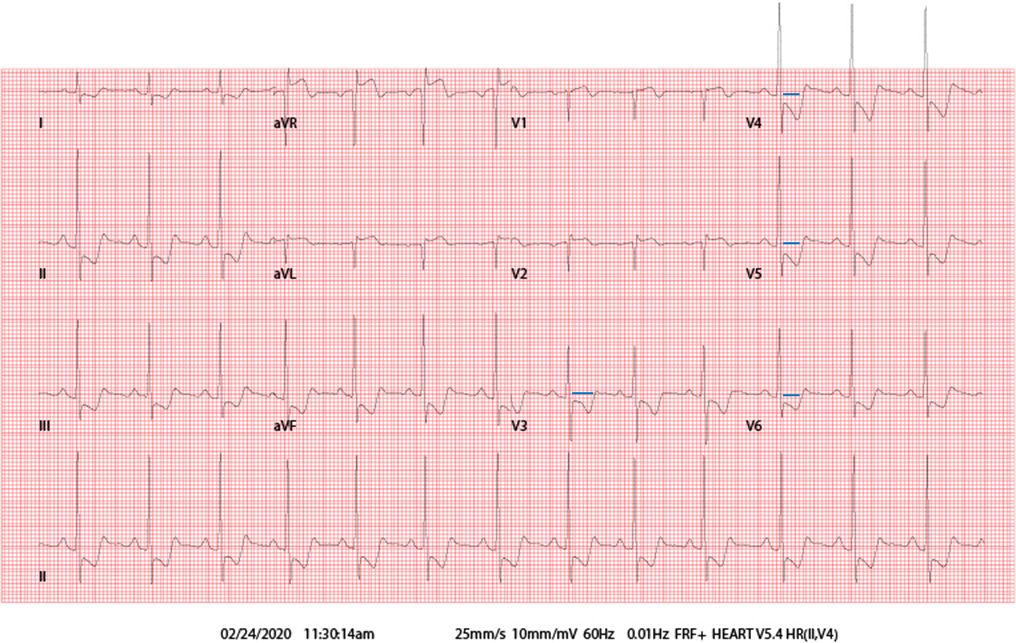 I aVR V1 V4
II aVL V2 V5
III aVF V3 V6
II
02/24/2020 11:30:14am 25mm/s 10mm/mV 60Hz 0.01Hz FRF+ HEART V5.4 HR(II,V4)